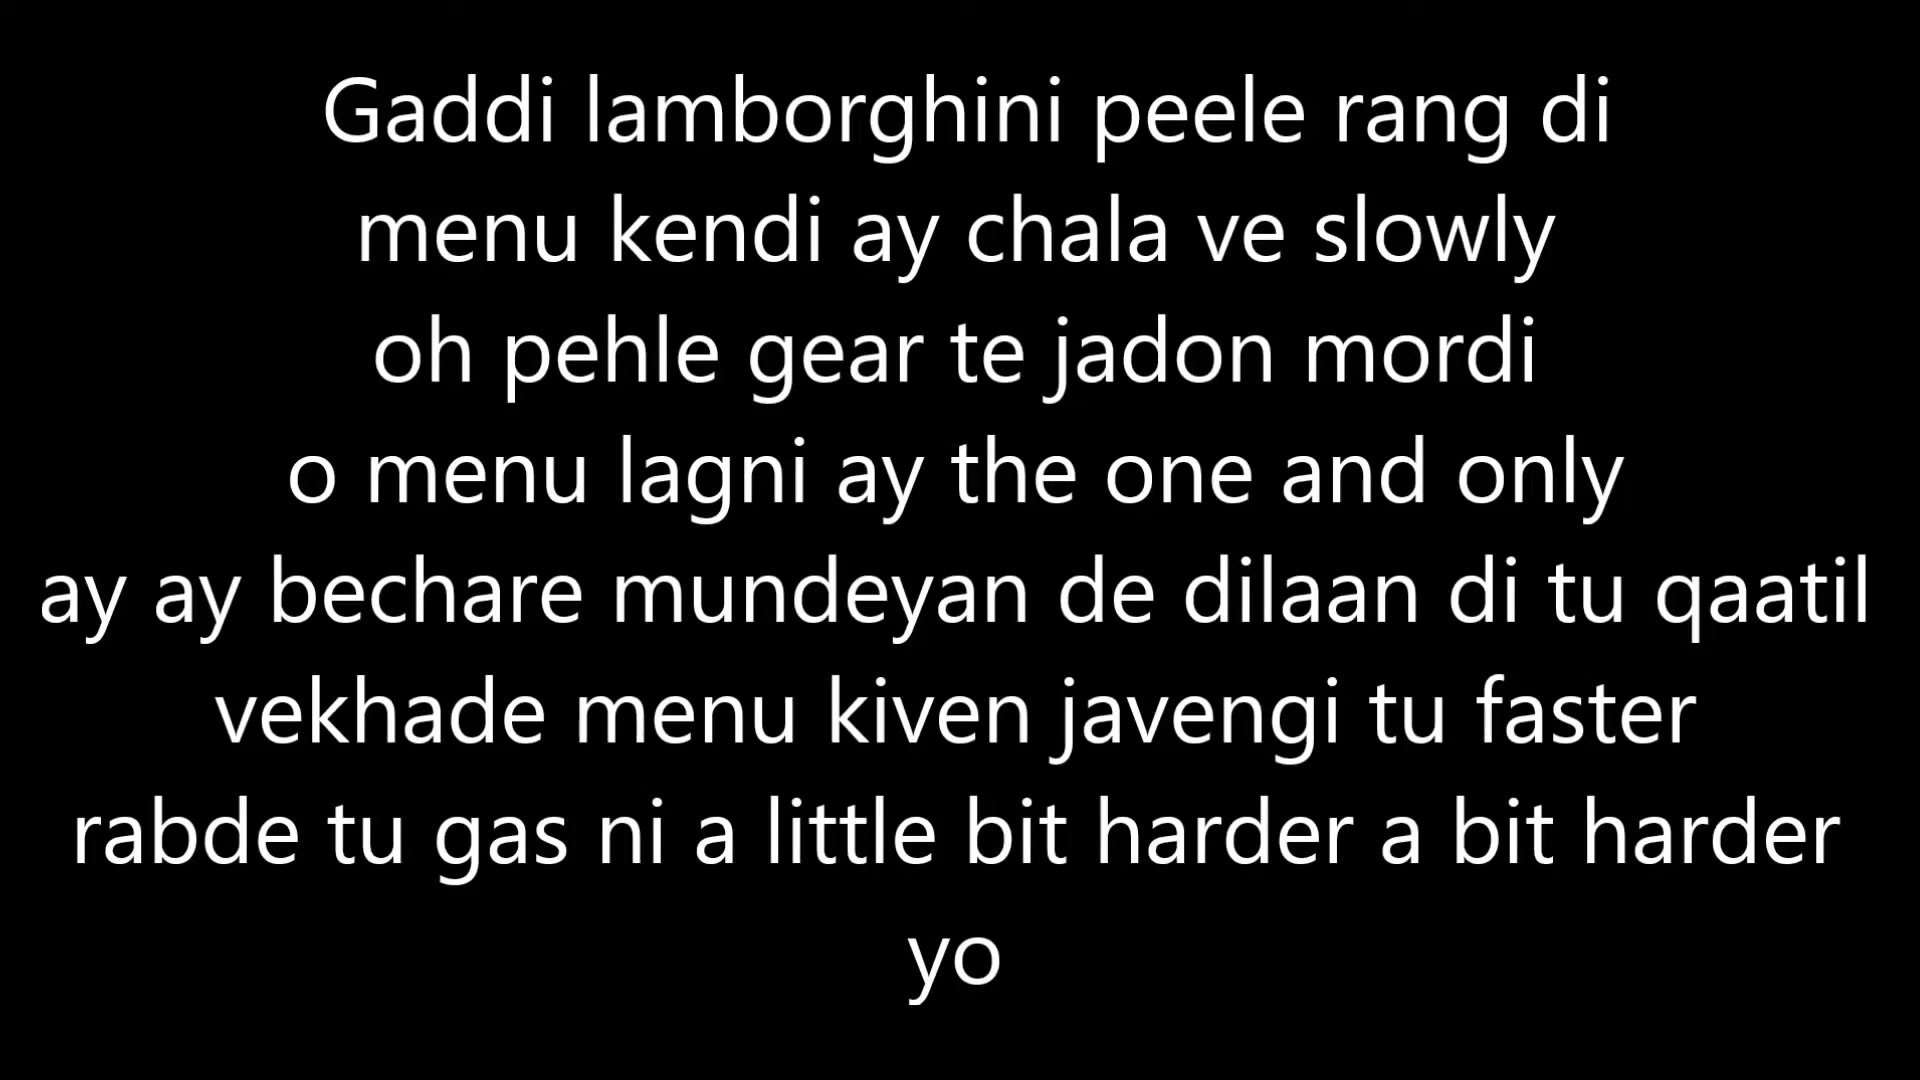 Gaddi lamborghini peele rang di
menu kendi ay chala ve slowly
oh pehle gear te jadon mordi
o menu lagni ay the one and only
ay ay bechare mundeyan de dilaan di tu qaatil
vekhade menu kiven javengi tu faster
rabde tu gas ni a little bit harder a bit harder
yo